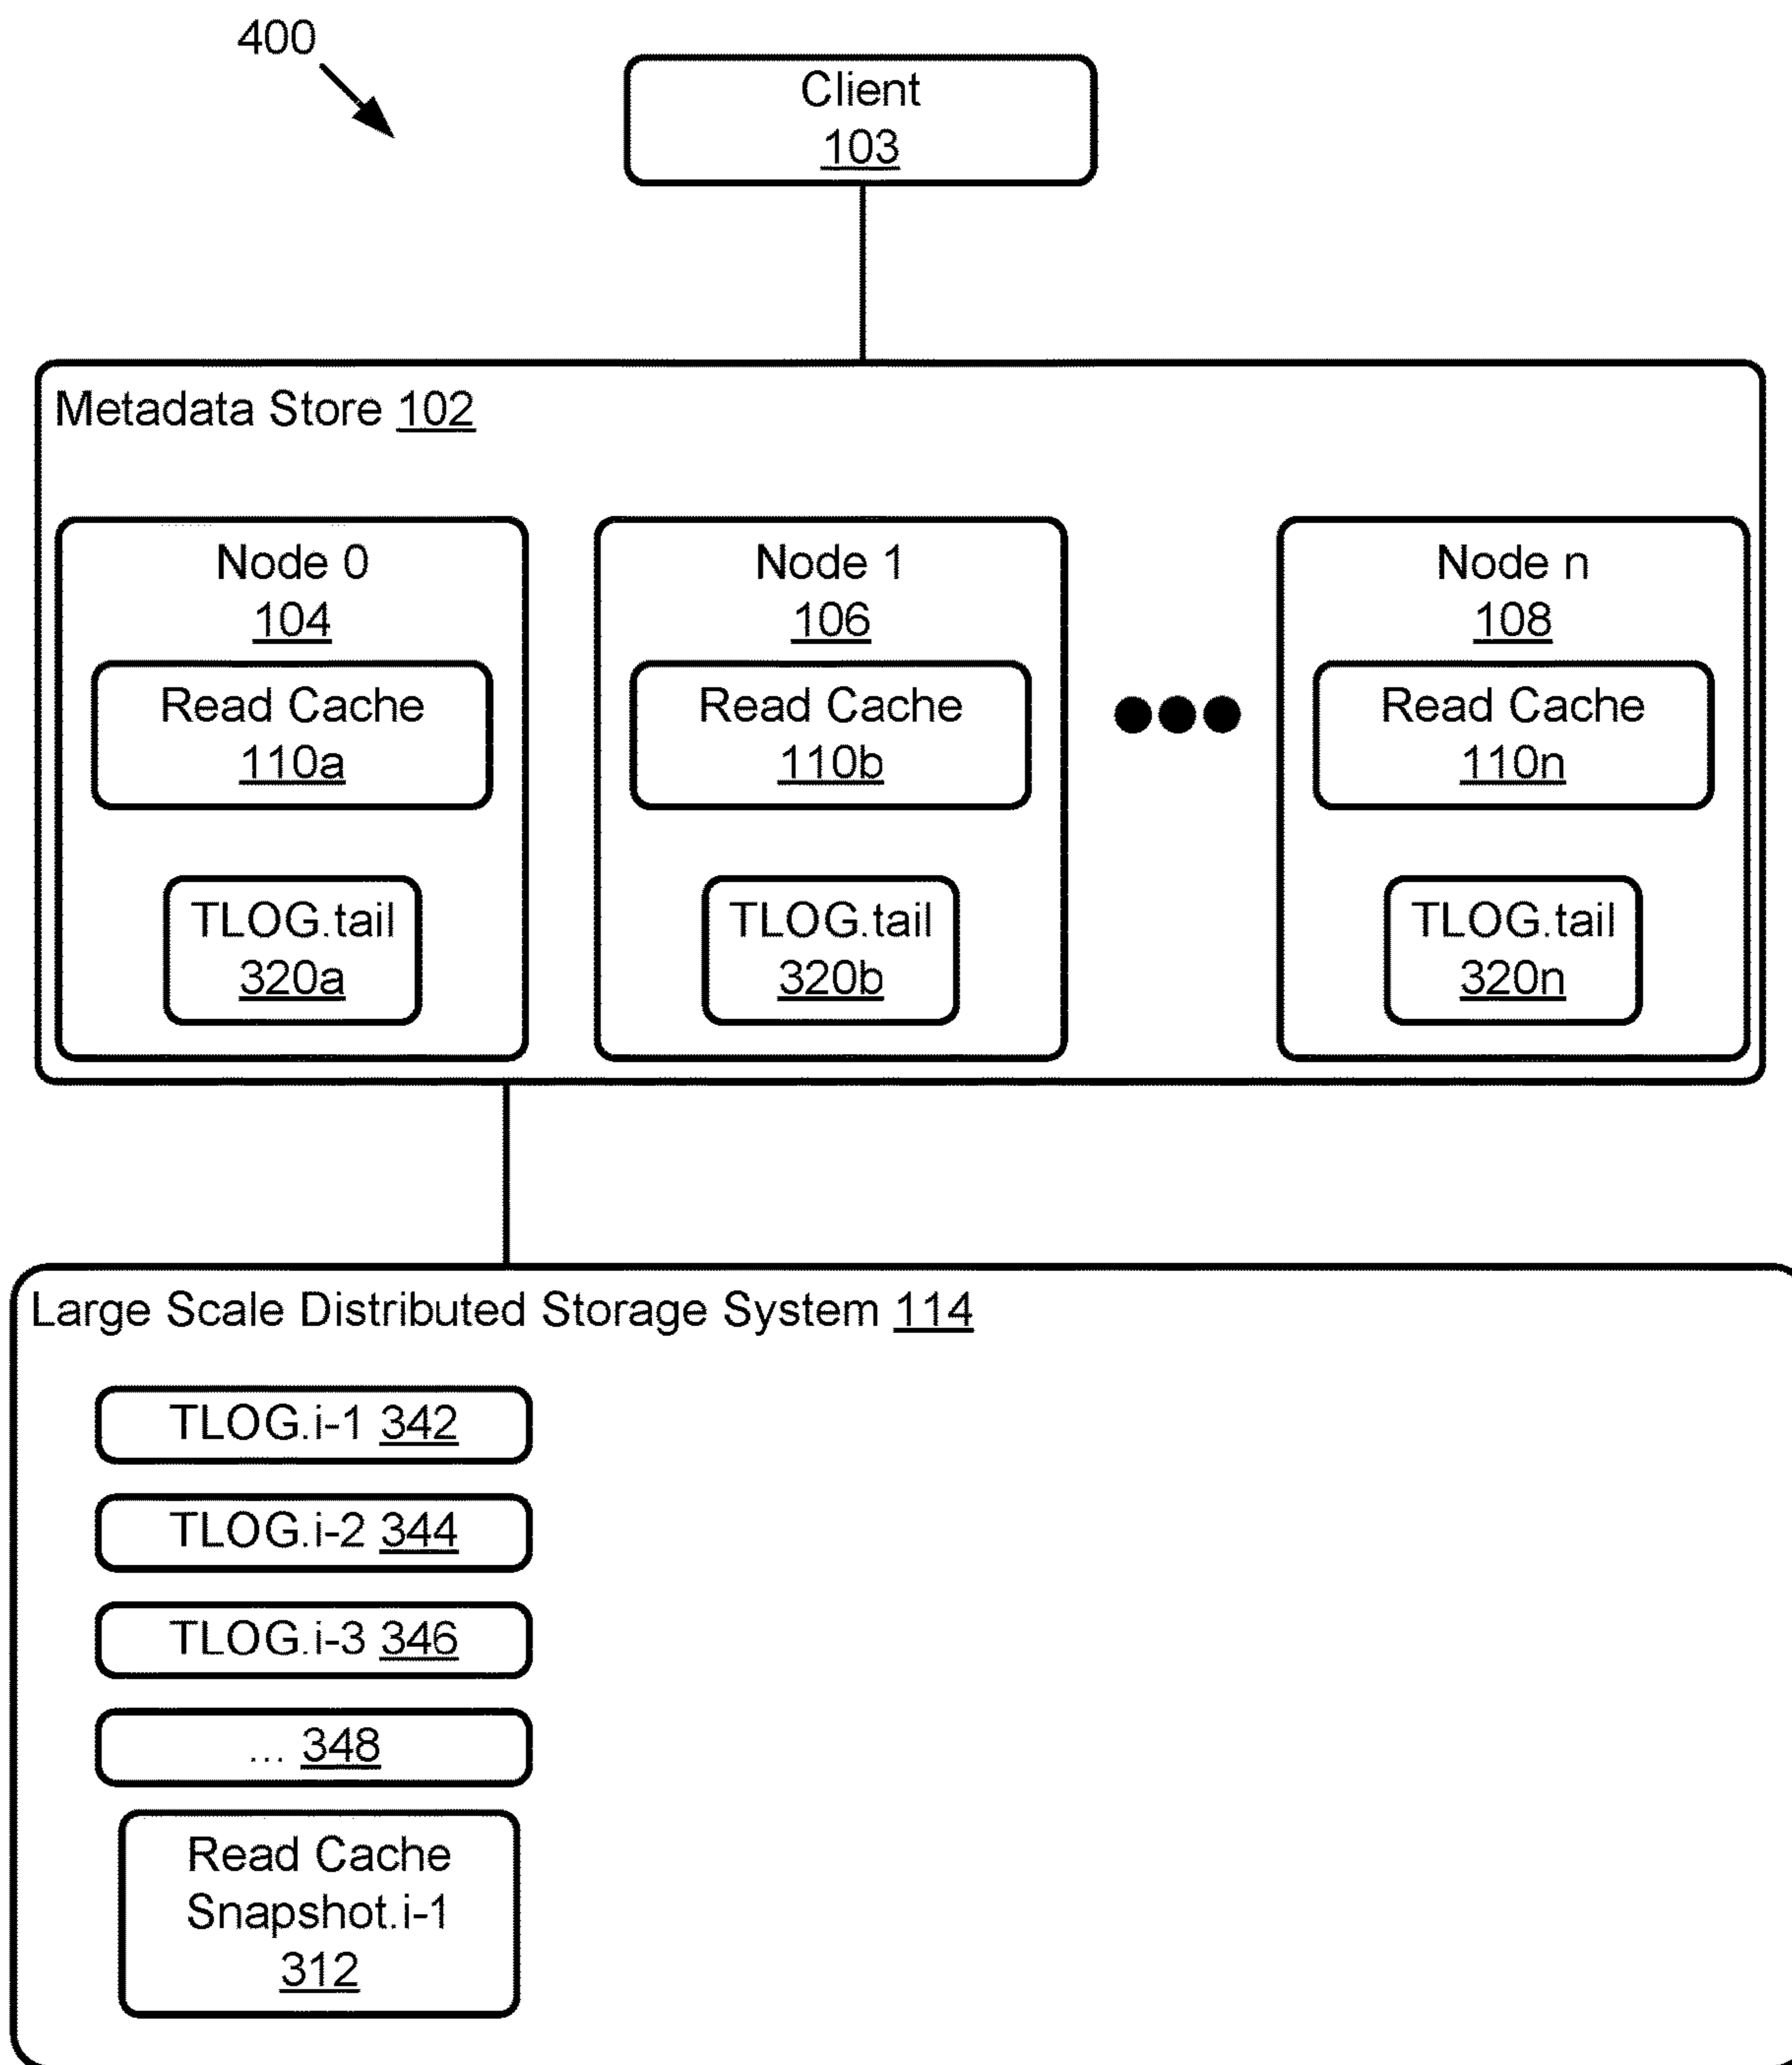 400
Client
103
Metadata Store 102
Node 0
104
Read Cache
110a
TLOG.tail
320a
Node 1
106
Read Cache
110b
TLOG.tail
320b
Node n
108
Read Cache
110n
TLOG.tail
320n
Large Scale Distributed Storage System 114
TLOG.i-1 342
TLOG.i-2 344
TLOG.i-3 346
... 348
Read Cache
Snapshot.i-1
312